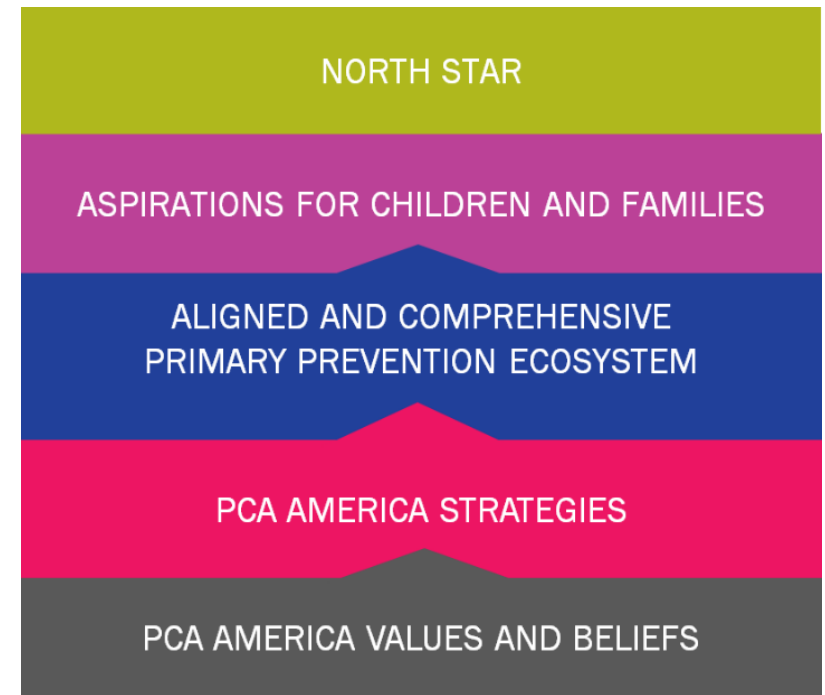 NORTH STAR
ASPIRATIONS FOR CHILDREN AND FAMILIES
ALIGNED AND COMPREHENSIVE
PRIMARY PREVENTION ECOSYSTEM
PCA AMERICA STRATEGIES
PCA AMERICA VALUES AND BELIEFS